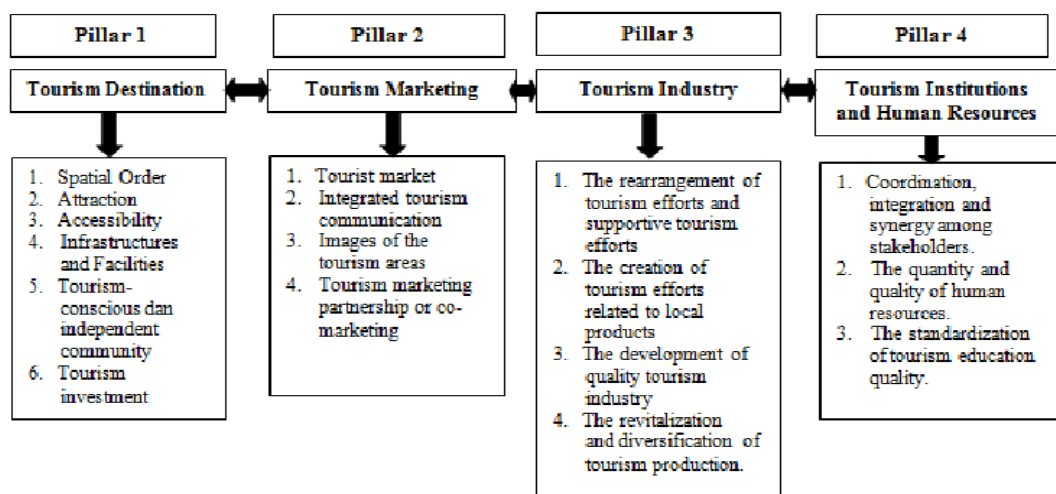 Pillar 1
Pillar 2
Pillar 3
Pillar 4
Tourism Destination
Tourism Marketing
Tourism Industry
Tourism Institutions
and Human Resources
1. Spatial Order
2. Attraction
3. Accessibility
4. Infrastructures
and Facilities
5. Tourism-
conscious dan
independent
community
6. Tourism
investment
1. Tourist market
2. Integrated tourism
communication
3. Images of the
tourism areas
4. Tourism marketing
partnership or co-
marketing
1. The rearrangement of
tourism efforts and
supportive tourism
efforts
2. The creation of
tourism efforts
related to local
products
3. The development of
quality tourism
industry
4. The revitalization
and diversification of
tourism production.
1. Coordination,
integration and
synergy among
stakeholders.
2. The quantity and
quality of human
resources.
3. The standardization
of tourism education
quality.